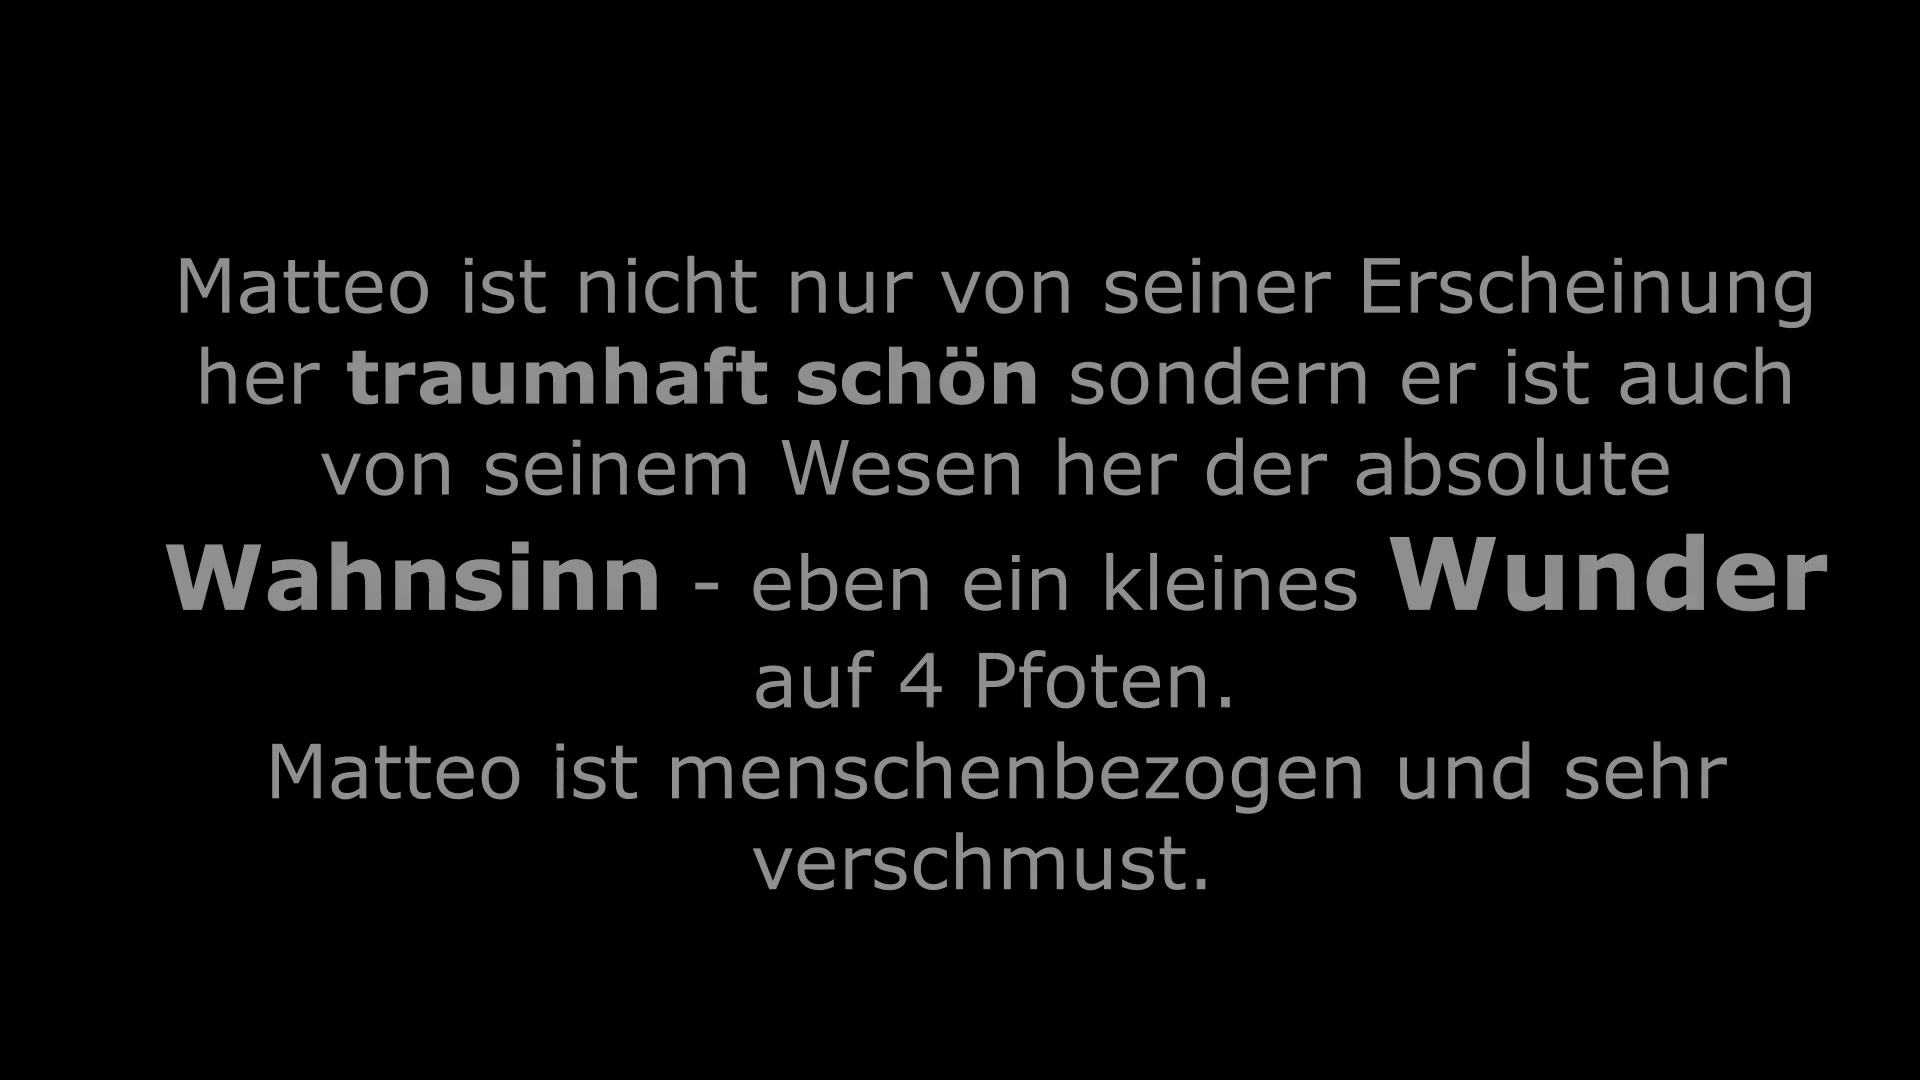 Matteo ist nicht nur von seiner Erscheinung
her traumhaft schön sondern er ist auch
von seinem Wesen her der absolute
Wahnsinn - eben ein kleines Wunder
auf 4 Pfoten.
Matteo ist menschenbezogen und sehr
verschmust.